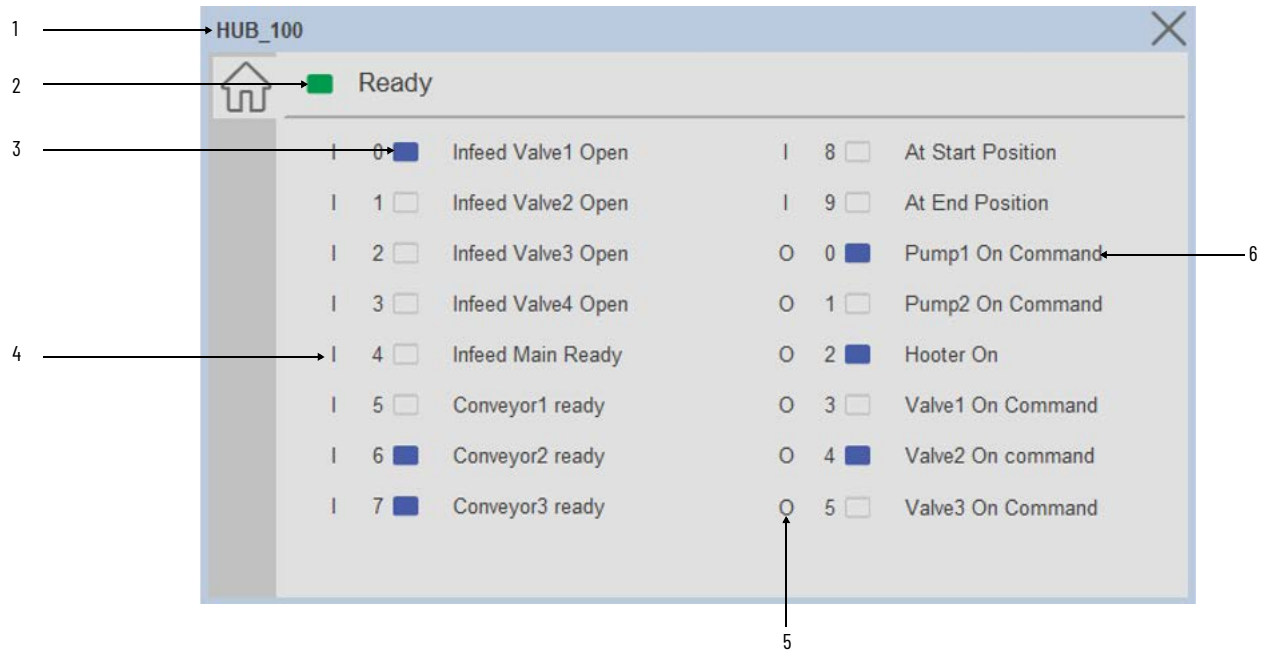 1
HUB_100
2
Ready
3
I 0 Infeed Valve1 Open
I 8 At Start Position
I 1 Infeed Valve2 Open
I 9 At End Position
I 2 Infeed Valve3 Open
O 0 Pump1 On Command
6
I 3 Infeed Valve4 Open
O 1 Pump2 On Command
4
I 4 Infeed Main Ready
O 2 Hooter On
I 5 Conveyor1 ready
O 3 Valve1 On Command
I 6 Conveyor2 ready
O 4 Valve2 On command
I 7 Conveyor3 ready
O 5 Valve3 On Command
5